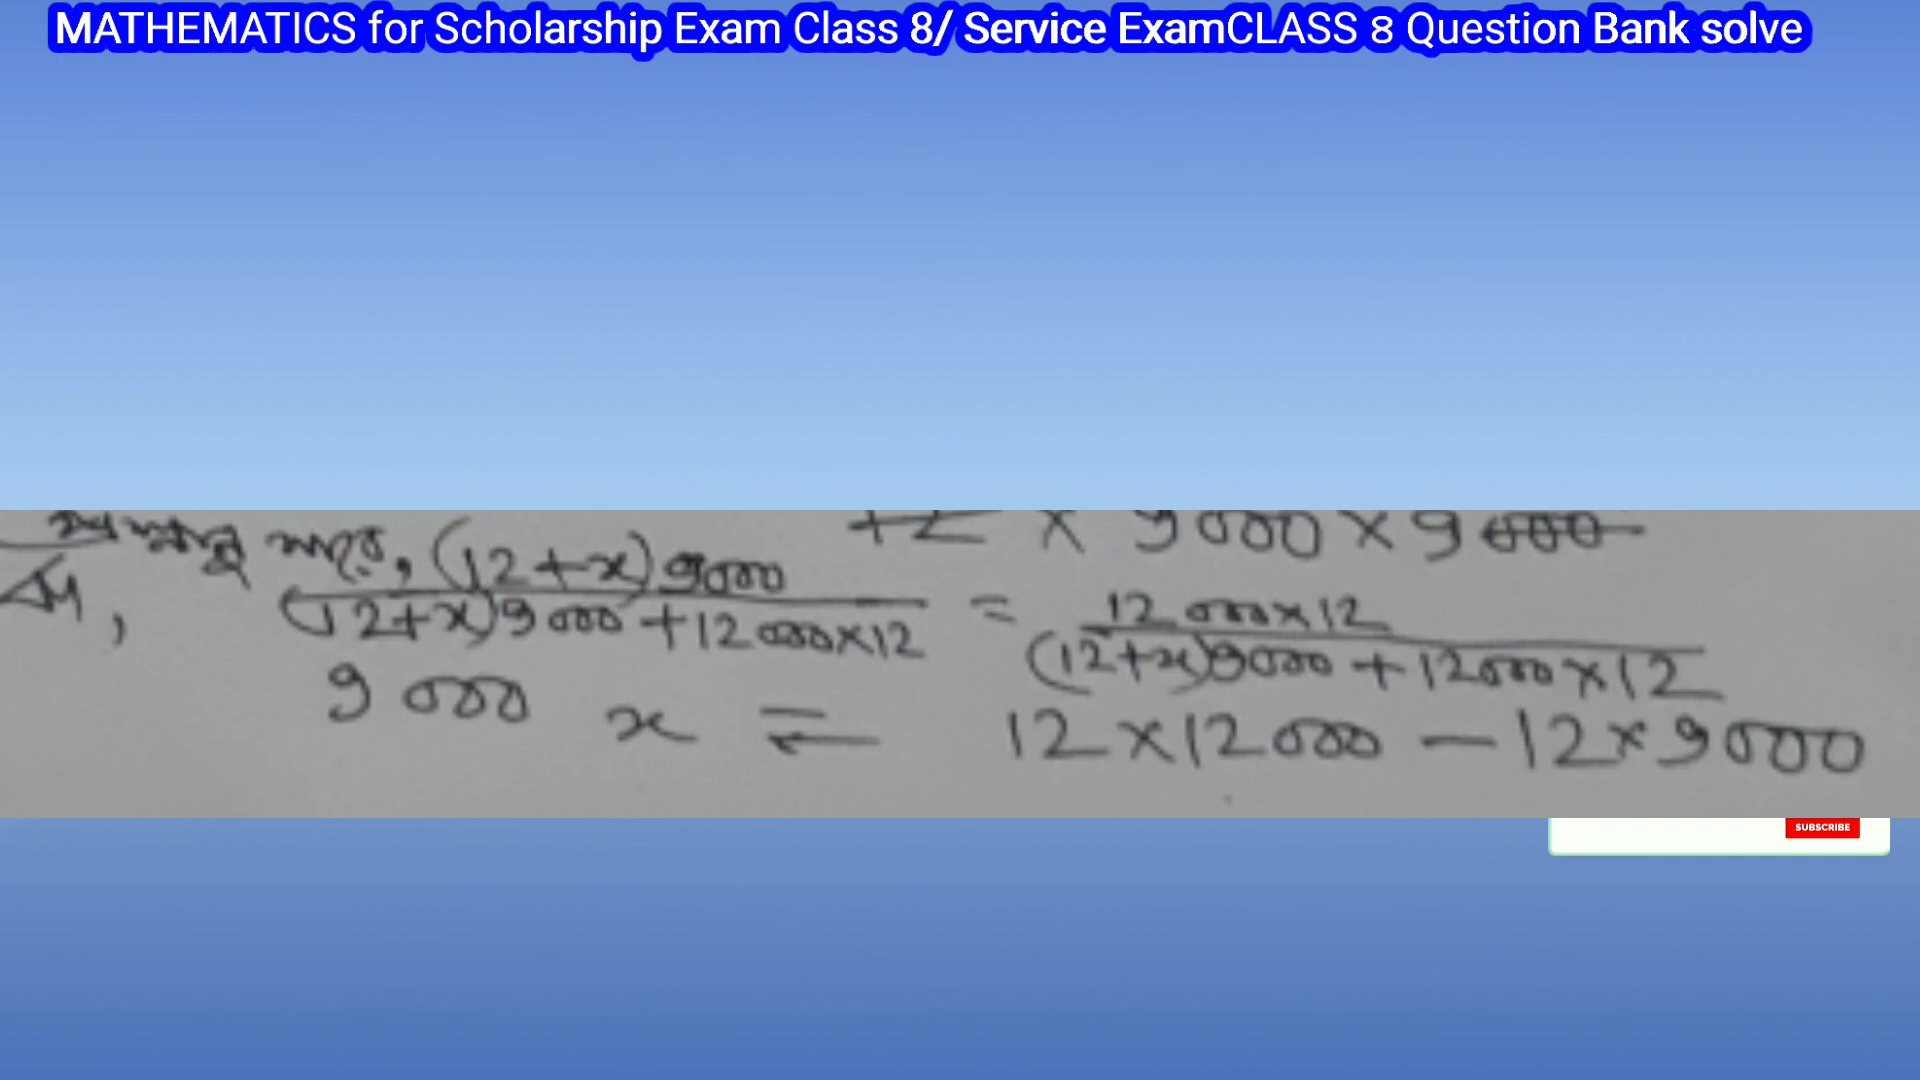 MATHEMATICS for Scholarship Exam Class 8/ Service ExamCLASS 8 Question Bank solve
12 × 9000 × 9000
(12+x)9000 / (12+x)9000+12000×12 = 12000×12 / (12+x)9000+12000×12
9000 x = 12×12000 – 12×9000
SUBSCRIBE